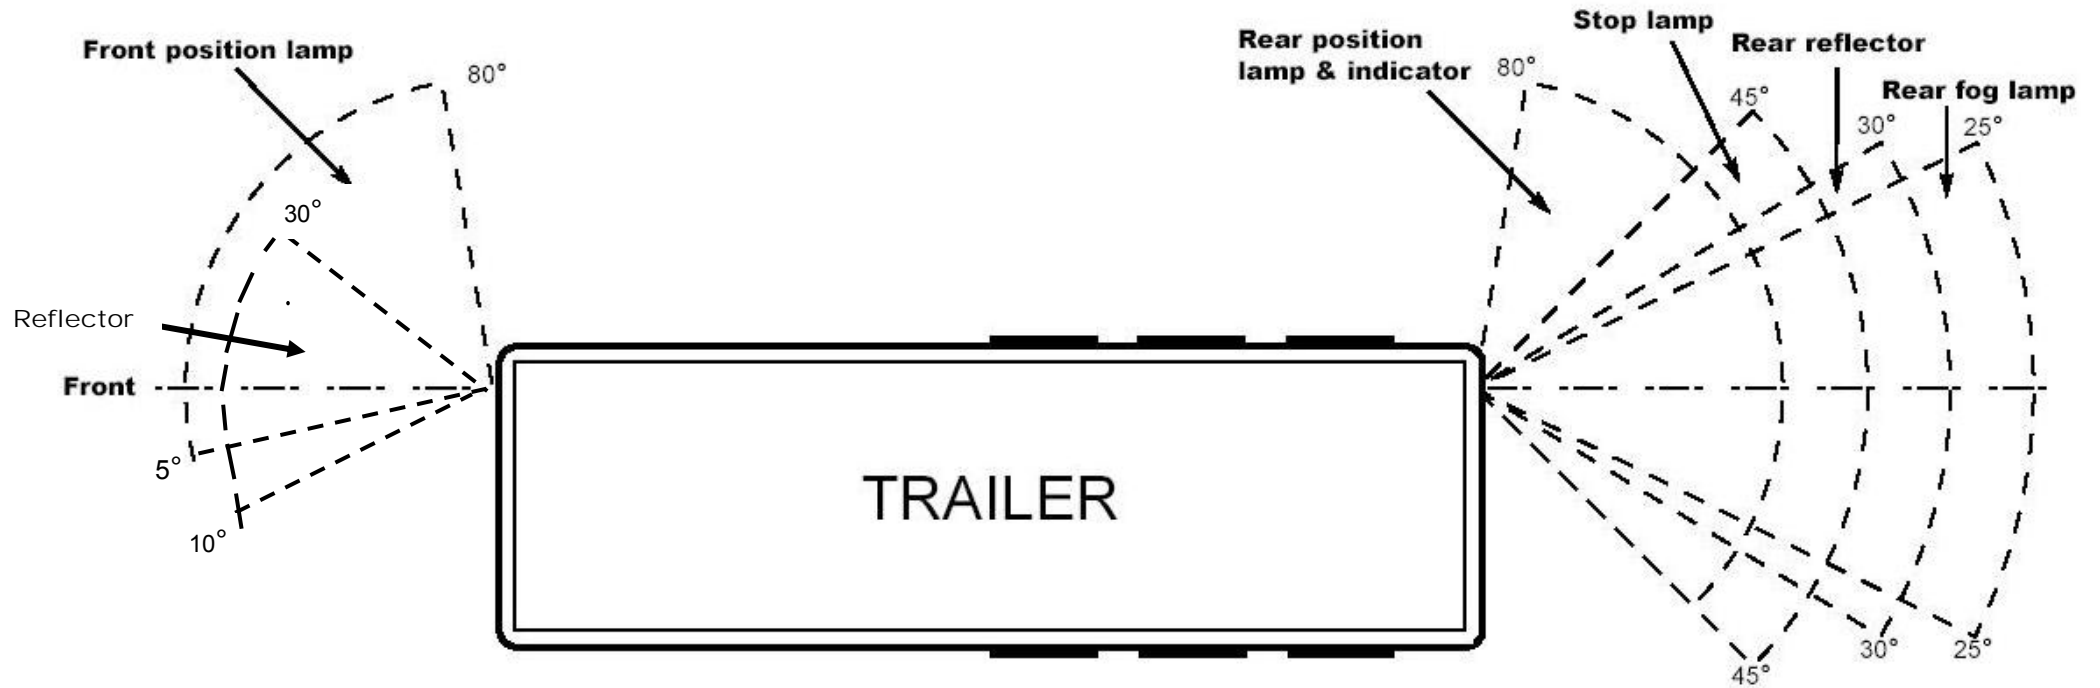 Front position lamp
80°
30°
Reflector
Front
5°
10°
TRAILER
Rear position
lamp & indicator
80°
Stop lamp
45°
Rear reflector
30°
Rear fog lamp
25°
45°
30°
25°